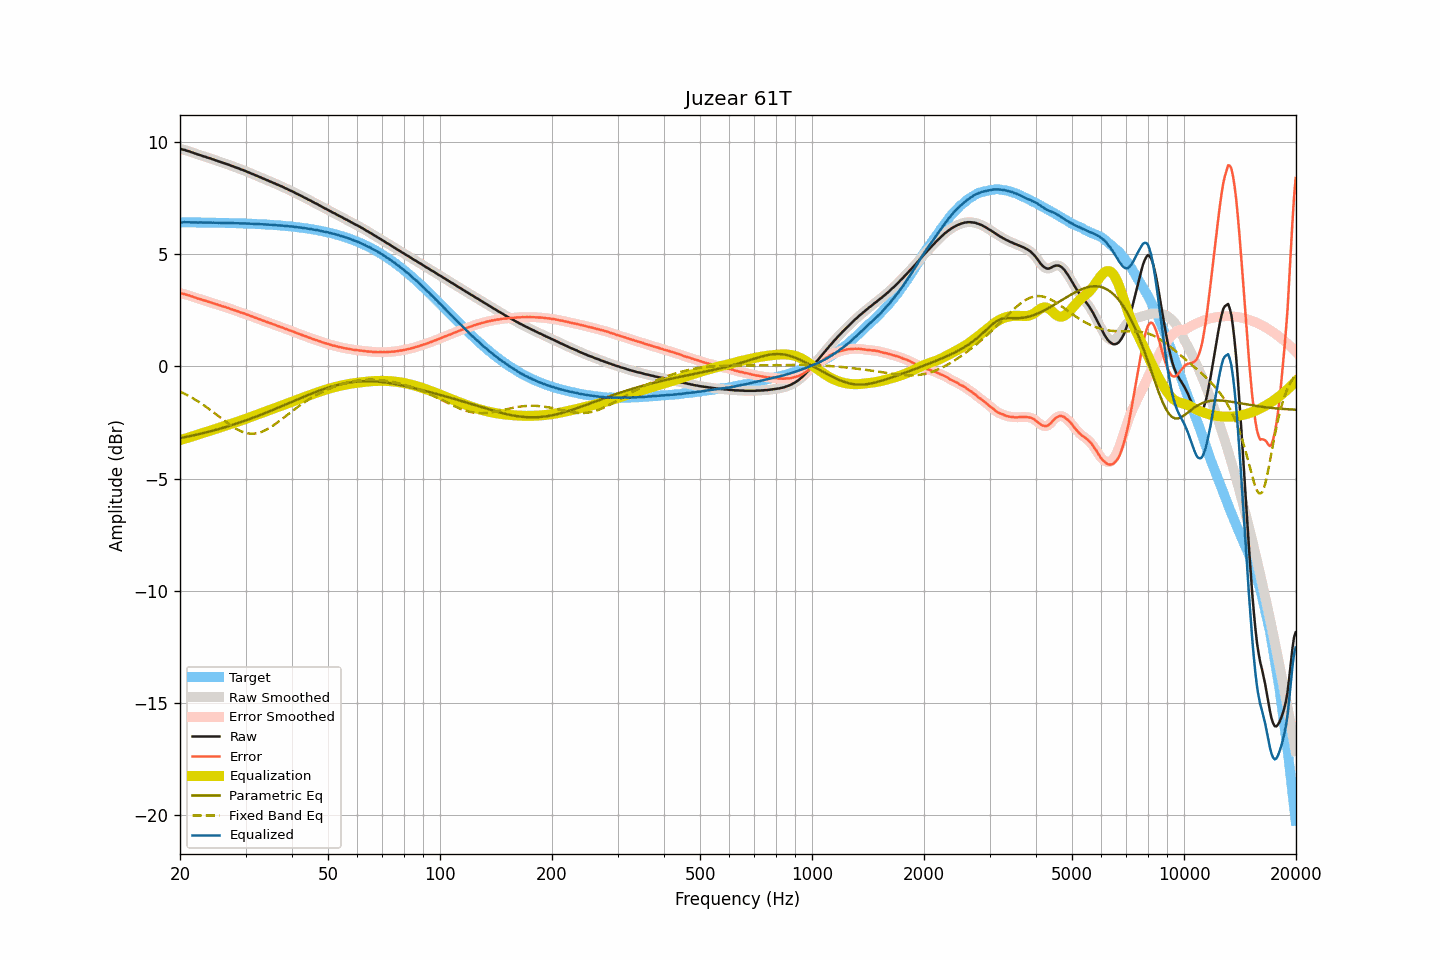 Juzear 61T
10
5
0
−5
−10
−15
−20
Amplitude (dBr)
Target
Raw Smoothed
Error Smoothed
Raw
Error
Equalization
Parametric Eq
Fixed Band Eq
Equalized
20 50 100 200 500 1000 2000 5000 10000 20000
Frequency (Hz)